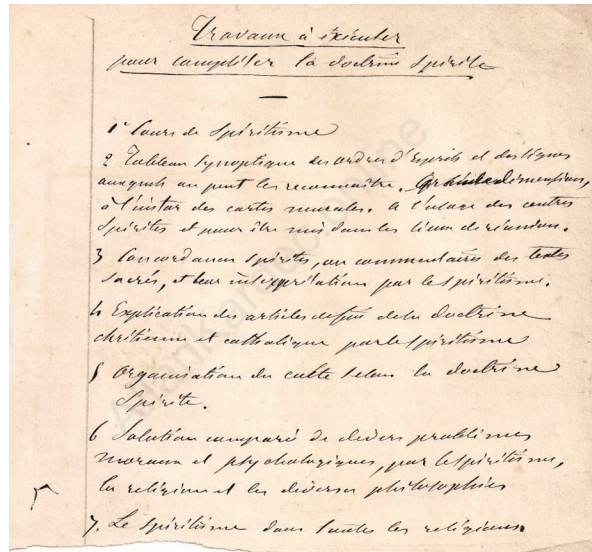 Travaux à exécuter
pour compléter la doctrine spirite
1° Cours de Spiritisme
2 Tableau synoptique des ordres d'Esprits et des signes
auxquels on peut les reconnaître. Grandes dimensions,
à l'instar des cartes murales. A l'usage des centres
Spirites et pour être mis dans les lieux de réunion.
3 Concordances Spirites, ou commentaires des textes
sacrés, et leur interprétation par le Spiritisme.
4 Explication des articles de foi de la doctrine
chrétienne et catholique par le Spiritisme
5 Organisation du culte selon la doctrine
Spirite.
6 Solution comparé de divers problèmes
moraux et psychologiques, par le Spiritisme,
la religion et les diverses philosophies
7. Le Spiritisme dans toutes les religions.